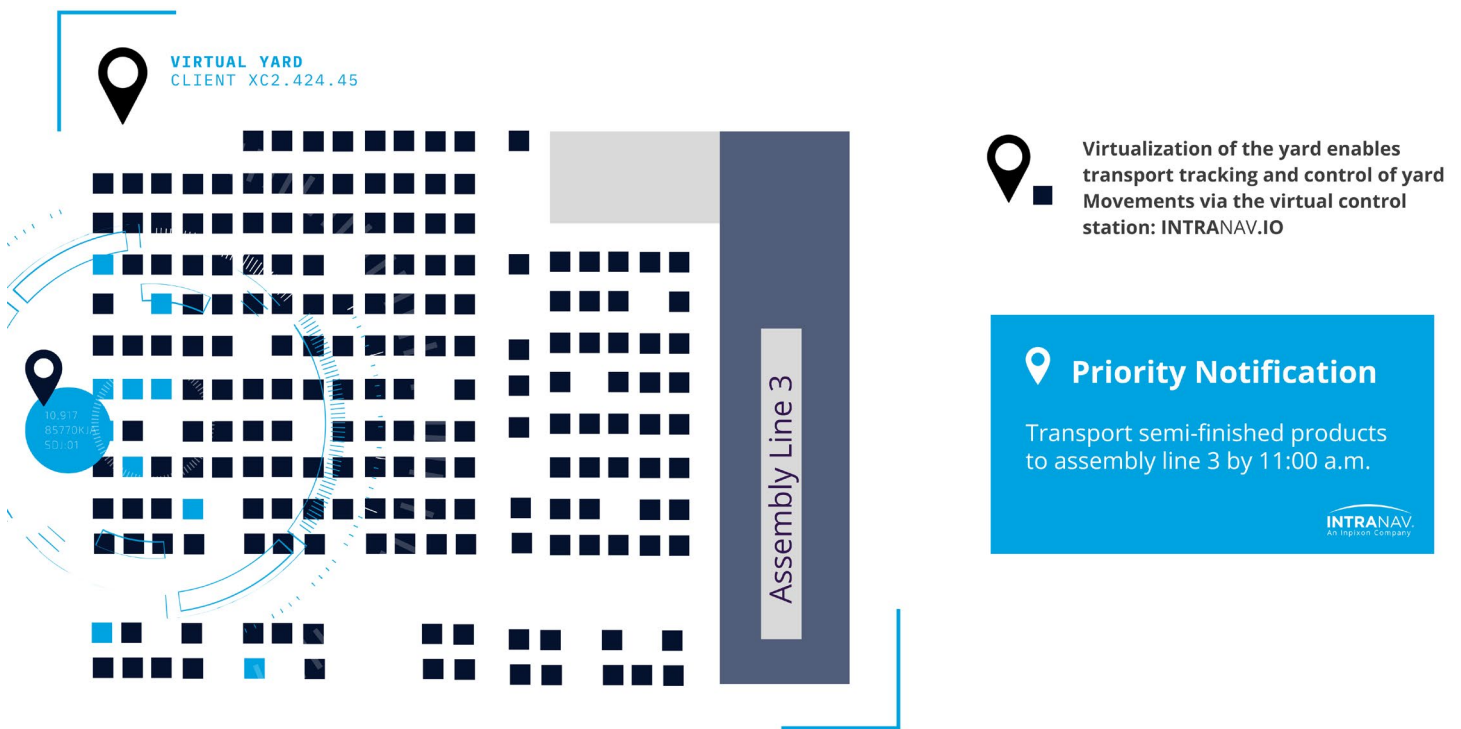 VIRTUAL YARD
CLIENT XC2.424.45
Virtualization of the yard enables
transport tracking and control of yard
Movements via the virtual control
station: INTRANAV.IO
Priority Notification
Transport semi-finished products
to assembly line 3 by 11:00 a.m.
INTRANAV.
An Inpixon Company
Assembly Line 3
10,917